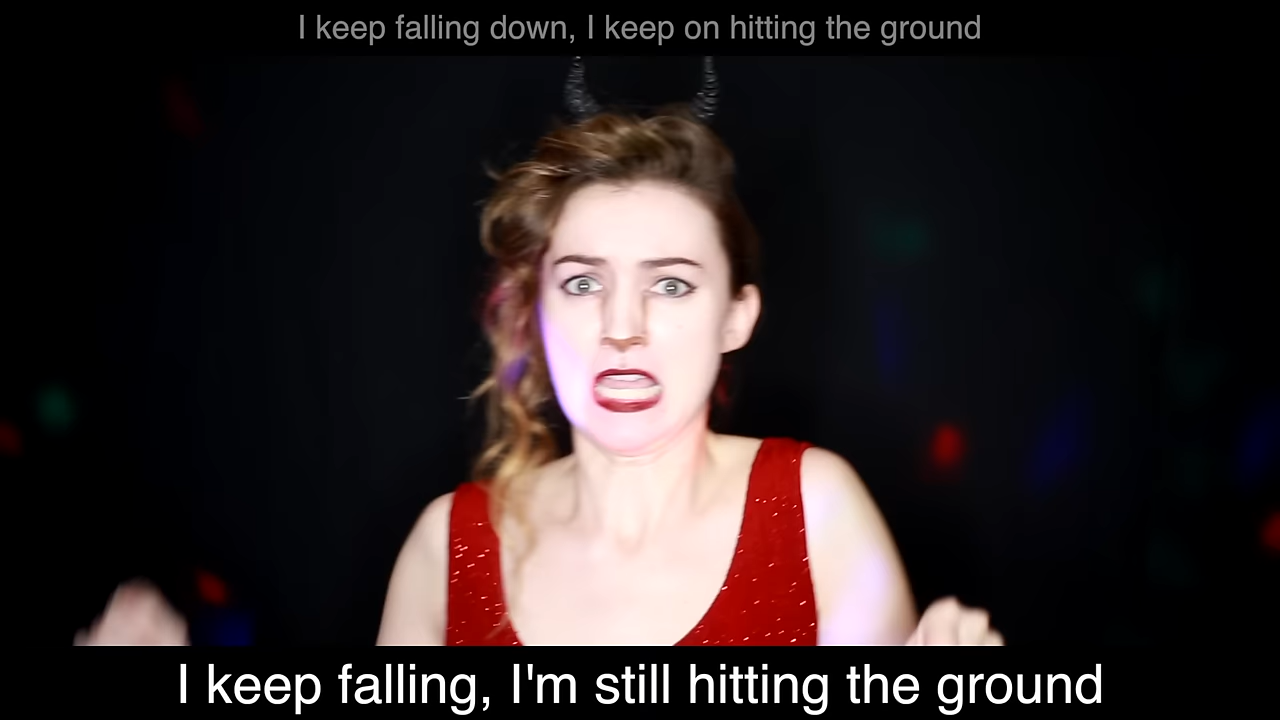 I keep falling down, I keep on hitting the ground
I keep falling, I'm still hitting the ground